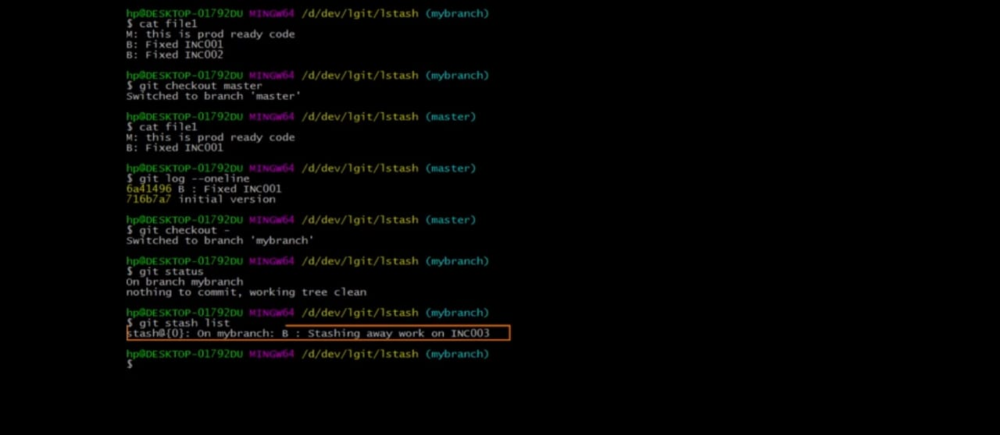 hp@DESKTOP-01792DU MINGW64 /d/dev/lgit/lstash (mybranch)
$ cat file1
M: this is prod ready code
B: Fixed INC001
B: Fixed INC002
hp@DESKTOP-01792DU MINGW64 /d/dev/lgit/lstash (mybranch)
$ git checkout master
Switched to branch 'master'
hp@DESKTOP-01792DU MINGW64 /d/dev/lgit/lstash (master)
$ cat file1
M: this is prod ready code
B: Fixed INC001
hp@DESKTOP-01792DU MINGW64 /d/dev/lgit/lstash (master)
$ git log --oneline
6a41496 B : Fixed INC001
716b7a7 initial version
hp@DESKTOP-01792DU MINGW64 /d/dev/lgit/lstash (master)
$ git checkout -
Switched to branch 'mybranch'
hp@DESKTOP-01792DU MINGW64 /d/dev/lgit/lstash (mybranch)
$ git status
On branch mybranch
nothing to commit, working tree clean
hp@DESKTOP-01792DU MINGW64 /d/dev/lgit/lstash (mybranch)
$ git stash list
stash@{0}: On mybranch: B : Stashing away work on INC003
hp@DESKTOP-01792DU MINGW64 /d/dev/lgit/lstash (mybranch)
$